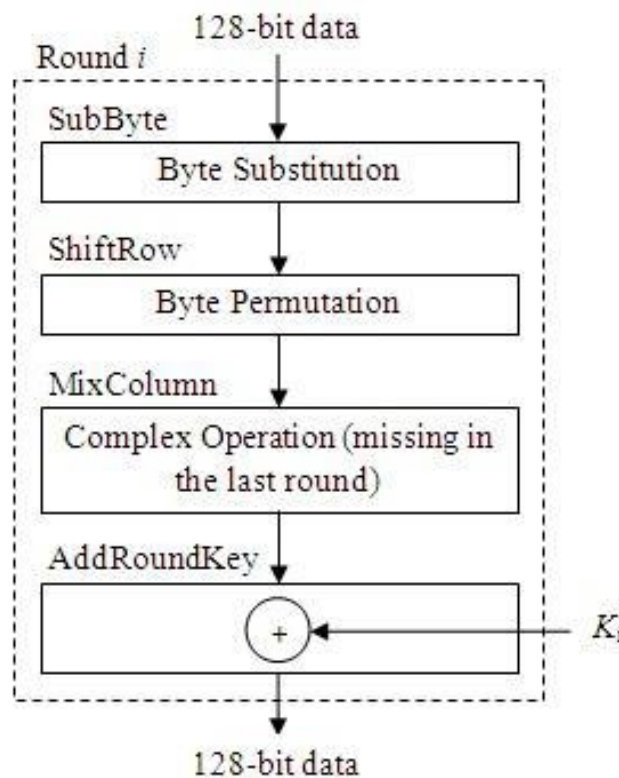 128-bit data
Round i
SubByte
Byte Substitution
ShiftRow
Byte Permutation
MixColumn
Complex Operation (missing in
the last round)
AddRoundKey
+
Ki
128-bit data